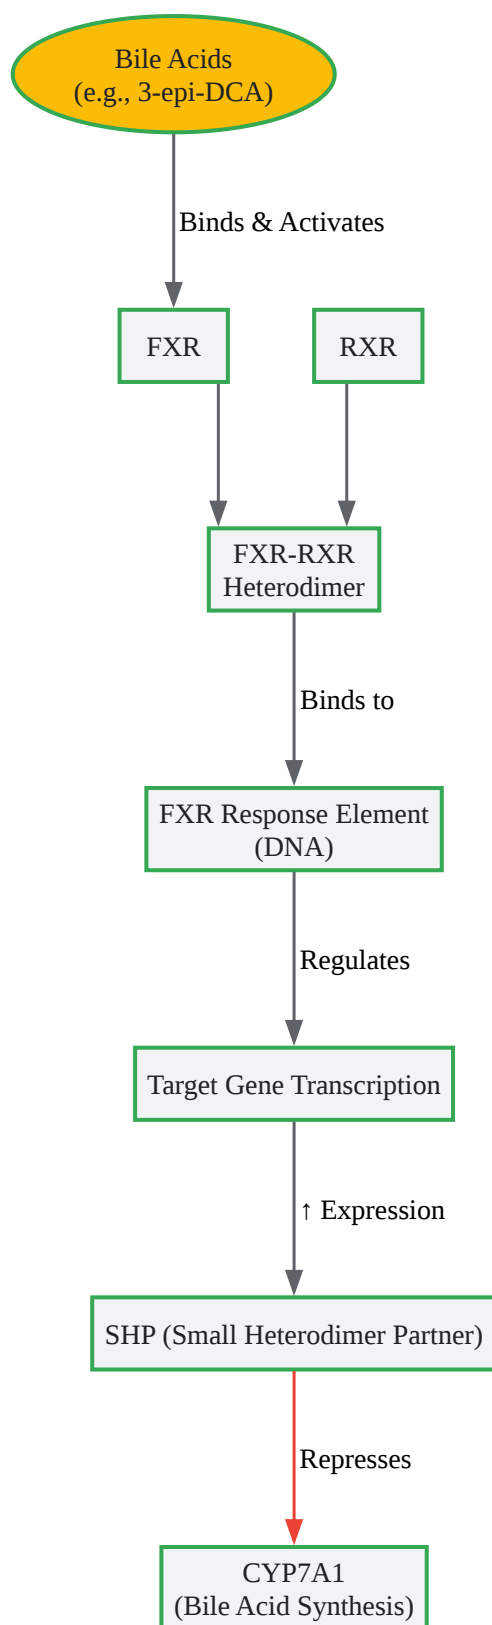 Bile Acids
(e.g., 3-epi-DCA)
Binds & Activates
FXR
RXR
FXR-RXR
Heterodimer
Binds to
FXR Response Element
(DNA)
Regulates
Target Gene Transcription
↑ Expression
SHP (Small Heterodimer Partner)
Represses
CYP7A1
(Bile Acid Synthesis)